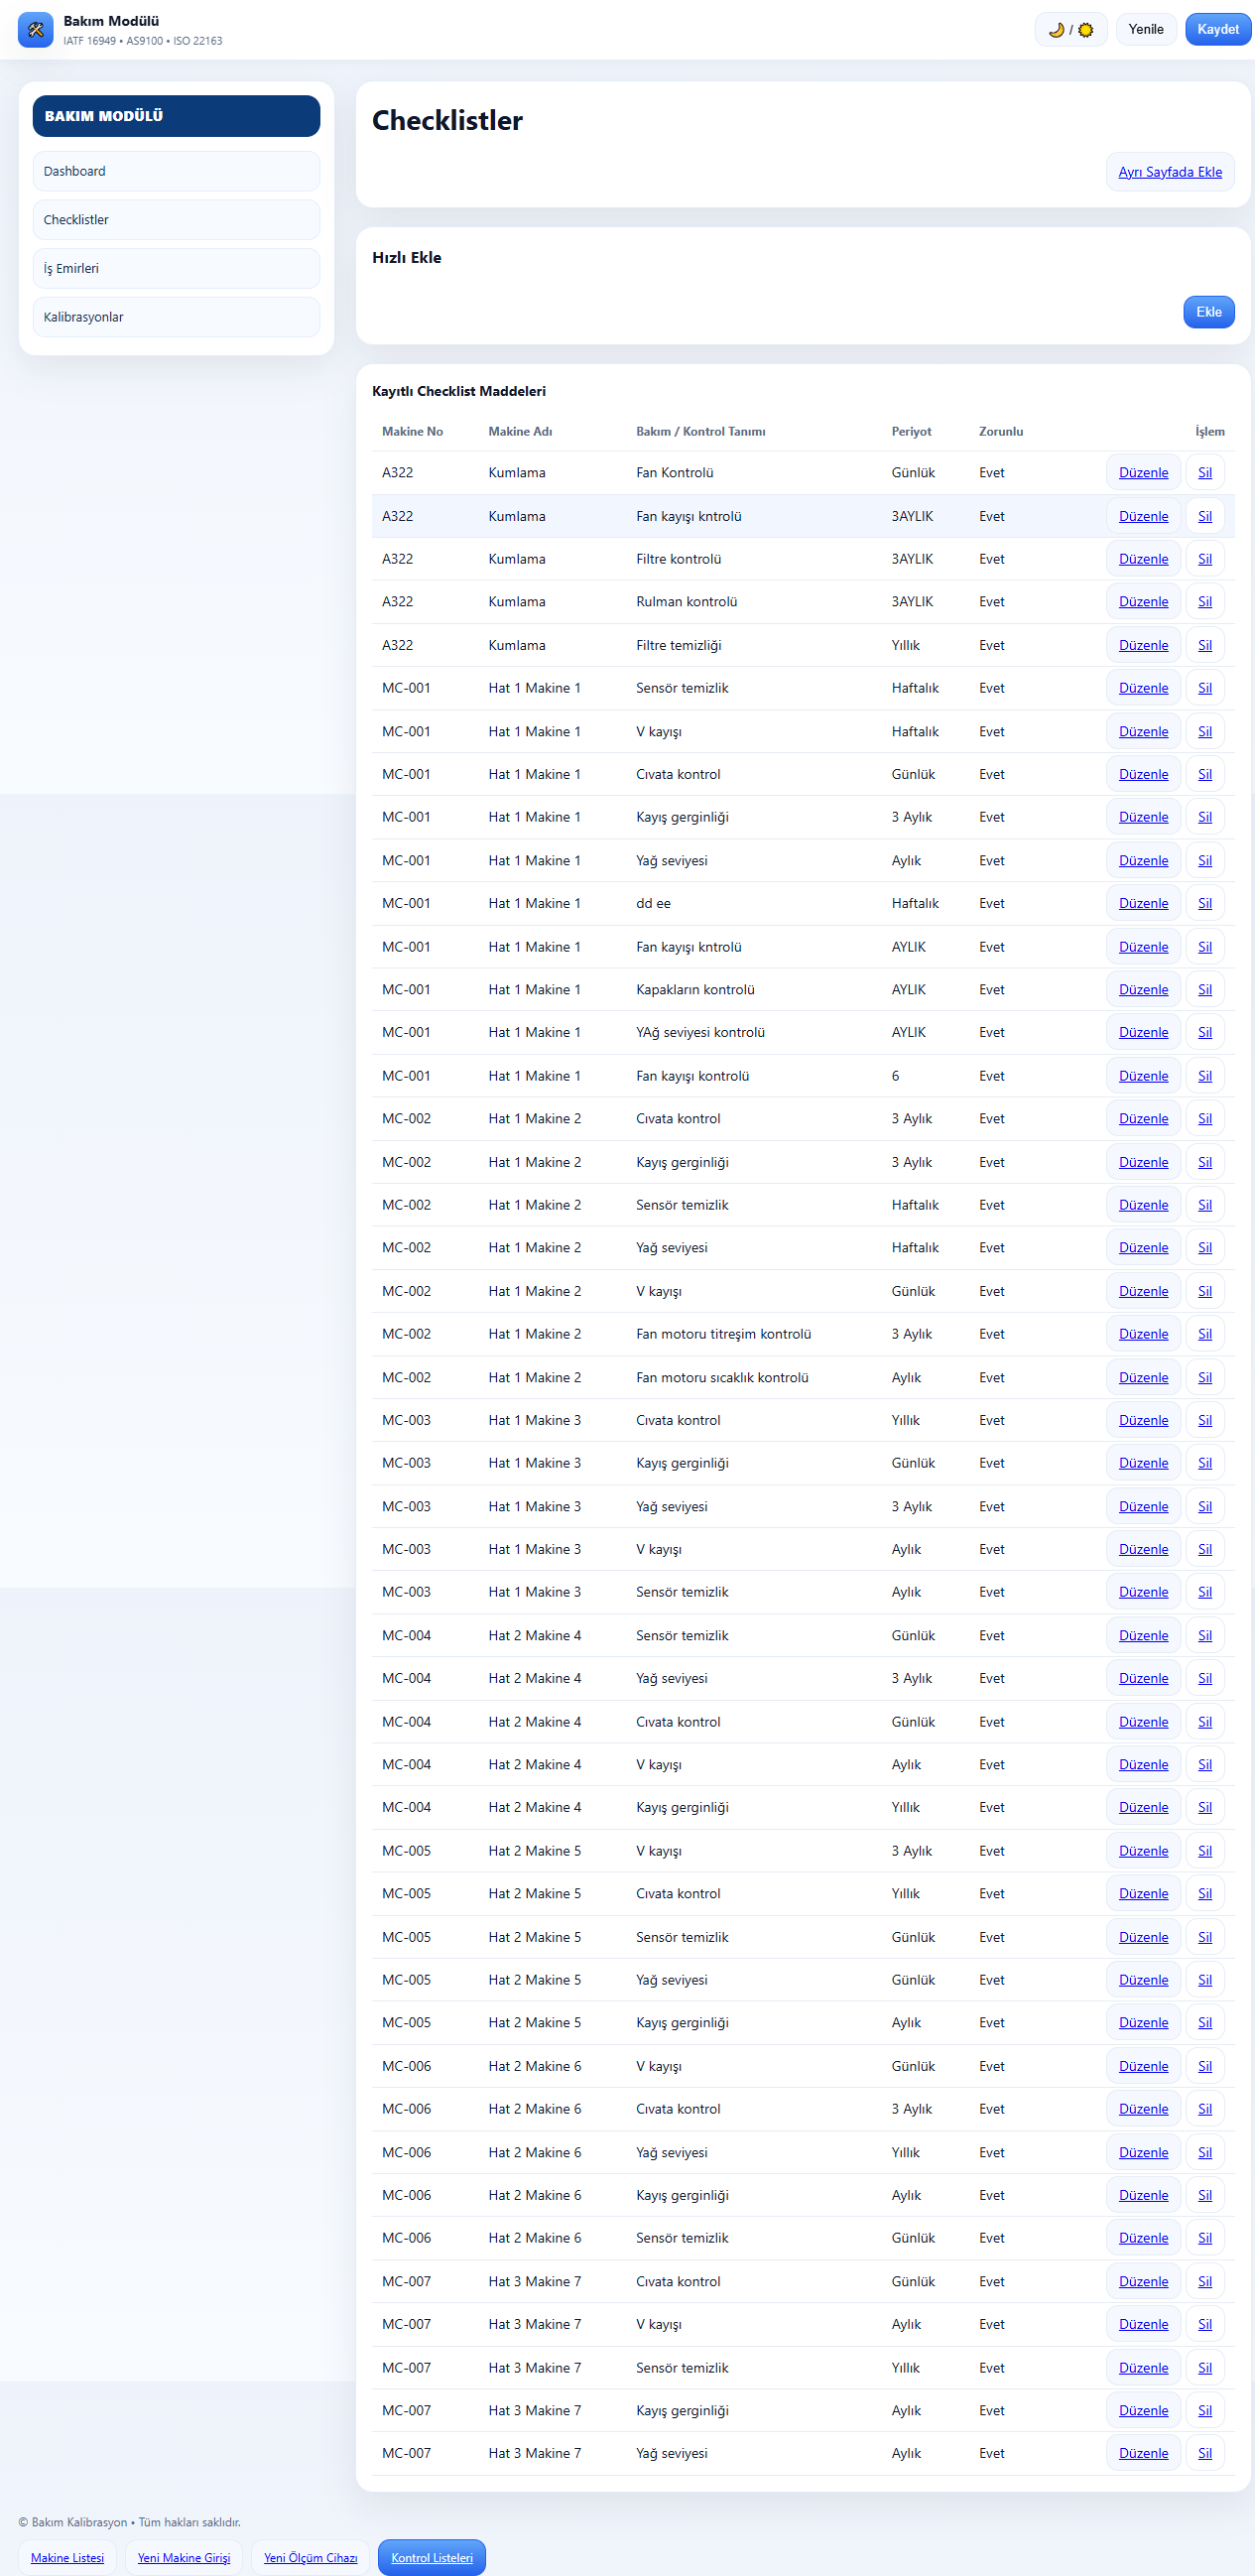 Bakım Modülü
IATF 16949 • AS9100 • ISO 22163
🌙 / 🌞 Yenile Kaydet
BAKIM MODÜLÜ
Dashboard
Checklistler
İş Emirleri
Kalibrasyonlar
Checklistler
Ayrı Sayfada Ekle
Hızlı Ekle
Ekle
Kayıtlı Checklist Maddeleri
Makine No Makine Adı Bakım / Kontrol Tanımı Periyot Zorunlu İşlem
A322 Kumlama Fan Kontrolü Günlük Evet Düzenle Sil
A322 Kumlama Fan kayışı kntrolü 3AYLIK Evet Düzenle Sil
A322 Kumlama Filtre kontrolü 3AYLIK Evet Düzenle Sil
A322 Kumlama Rulman kontrolü 3AYLIK Evet Düzenle Sil
A322 Kumlama Filtre temizliği Yıllık Evet Düzenle Sil
MC-001 Hat 1 Makine 1 Sensör temizlik Haftalık Evet Düzenle Sil
MC-001 Hat 1 Makine 1 V kayışı Haftalık Evet Düzenle Sil
MC-001 Hat 1 Makine 1 Cıvata kontrol Günlük Evet Düzenle Sil
MC-001 Hat 1 Makine 1 Kayış gerginliği 3 Aylık Evet Düzenle Sil
MC-001 Hat 1 Makine 1 Yağ seviyesi Aylık Evet Düzenle Sil
MC-001 Hat 1 Makine 1 dd ee Haftalık Evet Düzenle Sil
MC-001 Hat 1 Makine 1 Fan kayışı kntrolü AYLIK Evet Düzenle Sil
MC-001 Hat 1 Makine 1 Kapakların kontrolü AYLIK Evet Düzenle Sil
MC-001 Hat 1 Makine 1 YAğ seviyesi kontrolü AYLIK Evet Düzenle Sil
MC-001 Hat 1 Makine 1 Fan kayışı kontrolü 6 Evet Düzenle Sil
MC-002 Hat 1 Makine 2 Cıvata kontrol 3 Aylık Evet Düzenle Sil
MC-002 Hat 1 Makine 2 Kayış gerginliği 3 Aylık Evet Düzenle Sil
MC-002 Hat 1 Makine 2 Sensör temizlik Haftalık Evet Düzenle Sil
MC-002 Hat 1 Makine 2 Yağ seviyesi Haftalık Evet Düzenle Sil
MC-002 Hat 1 Makine 2 V kayışı Günlük Evet Düzenle Sil
MC-002 Hat 1 Makine 2 Fan motoru titreşim kontrolü 3 Aylık Evet Düzenle Sil
MC-002 Hat 1 Makine 2 Fan motoru sıcaklık kontrolü Aylık Evet Düzenle Sil
MC-003 Hat 1 Makine 3 Cıvata kontrol Yıllık Evet Düzenle Sil
MC-003 Hat 1 Makine 3 Kayış gerginliği Günlük Evet Düzenle Sil
MC-003 Hat 1 Makine 3 Yağ seviyesi 3 Aylık Evet Düzenle Sil
MC-003 Hat 1 Makine 3 V kayışı Aylık Evet Düzenle Sil
MC-003 Hat 1 Makine 3 Sensör temizlik Aylık Evet Düzenle Sil
MC-004 Hat 2 Makine 4 Sensör temizlik Günlük Evet Düzenle Sil
MC-004 Hat 2 Makine 4 Yağ seviyesi 3 Aylık Evet Düzenle Sil
MC-004 Hat 2 Makine 4 Cıvata kontrol Günlük Evet Düzenle Sil
MC-004 Hat 2 Makine 4 V kayışı Aylık Evet Düzenle Sil
MC-004 Hat 2 Makine 4 Kayış gerginliği Yıllık Evet Düzenle Sil
MC-005 Hat 2 Makine 5 V kayışı 3 Aylık Evet Düzenle Sil
MC-005 Hat 2 Makine 5 Cıvata kontrol Yıllık Evet Düzenle Sil
MC-005 Hat 2 Makine 5 Sensör temizlik Günlük Evet Düzenle Sil
MC-005 Hat 2 Makine 5 Yağ seviyesi Günlük Evet Düzenle Sil
MC-005 Hat 2 Makine 5 Kayış gerginliği Aylık Evet Düzenle Sil
MC-006 Hat 2 Makine 6 V kayışı Günlük Evet Düzenle Sil
MC-006 Hat 2 Makine 6 Cıvata kontrol 3 Aylık Evet Düzenle Sil
MC-006 Hat 2 Makine 6 Yağ seviyesi Yıllık Evet Düzenle Sil
MC-006 Hat 2 Makine 6 Kayış gerginliği Aylık Evet Düzenle Sil
MC-006 Hat 2 Makine 6 Sensör temizlik Günlük Evet Düzenle Sil
MC-007 Hat 3 Makine 7 Cıvata kontrol Günlük Evet Düzenle Sil
MC-007 Hat 3 Makine 7 V kayışı Aylık Evet Düzenle Sil
MC-007 Hat 3 Makine 7 Sensör temizlik Yıllık Evet Düzenle Sil
MC-007 Hat 3 Makine 7 Kayış gerginliği Aylık Evet Düzenle Sil
MC-007 Hat 3 Makine 7 Yağ seviyesi Aylık Evet Düzenle Sil
© Bakım Kalibrasyon • Tüm hakları saklıdır.
Makine Listesi Yeni Makine Girişi Yeni Ölçüm Cihazı Kontrol Listeleri